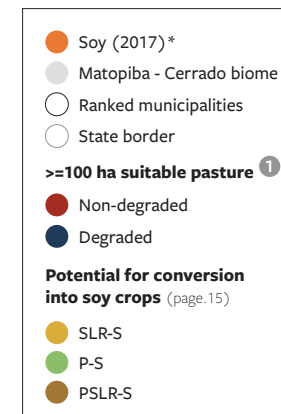 Soy (2017)*
Matopiba - Cerrado biome
Ranked municipalities
State border
>=100 ha suitable pasture 1
Non-degraded
Degraded
Potential for conversion
into soy crops (page.15)
SLR-S
P-S
PSLR-S